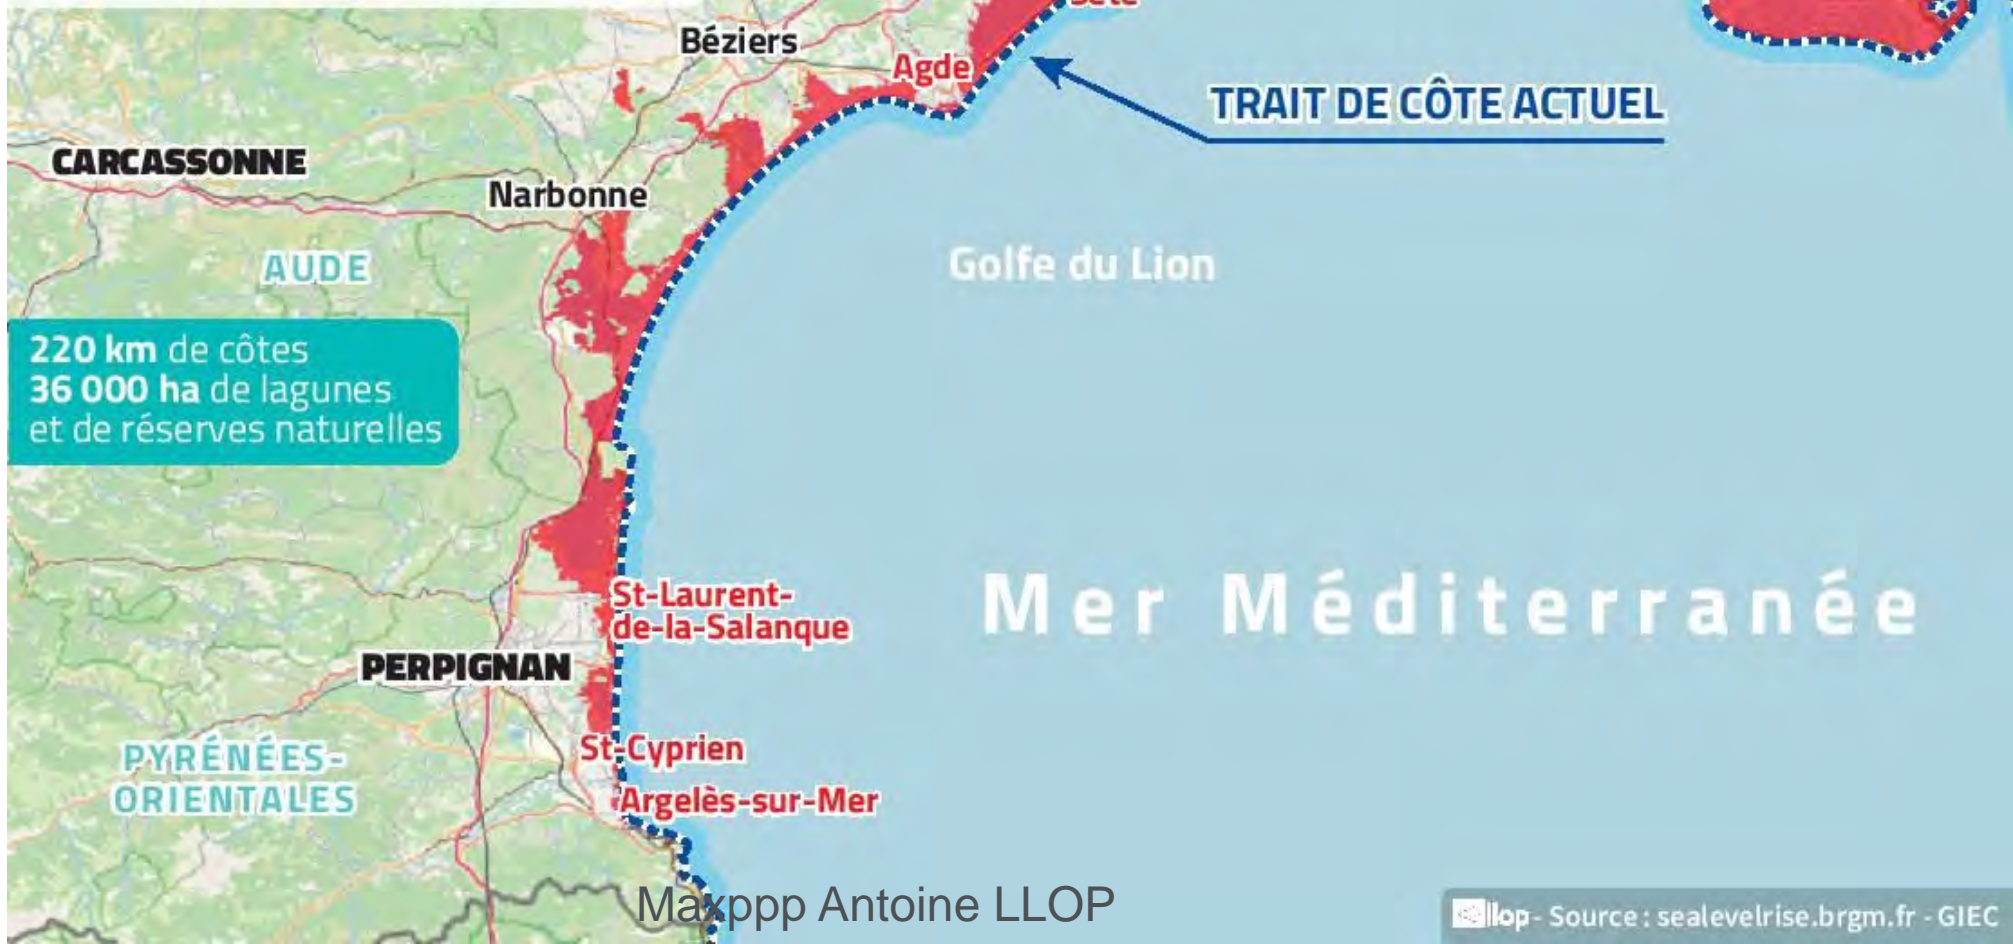 Sète
Béziers
Agde
TRAIT DE CÔTE ACTUEL
CARCASSONNE
Narbonne
AUDE
Golfe du Lion
220 km de côtes
36 000 ha de lagunes
et de réserves naturelles
St-Laurent-
de-la-Salanque
Mer Méditerranée
PERPIGNAN
St-Cyprien
PYRÉNÉES-
ORIENTALES
Argelès-sur-Mer
Maxppp Antoine LLOP
llop - Source : sealevelrise.brgm.fr - GIEC